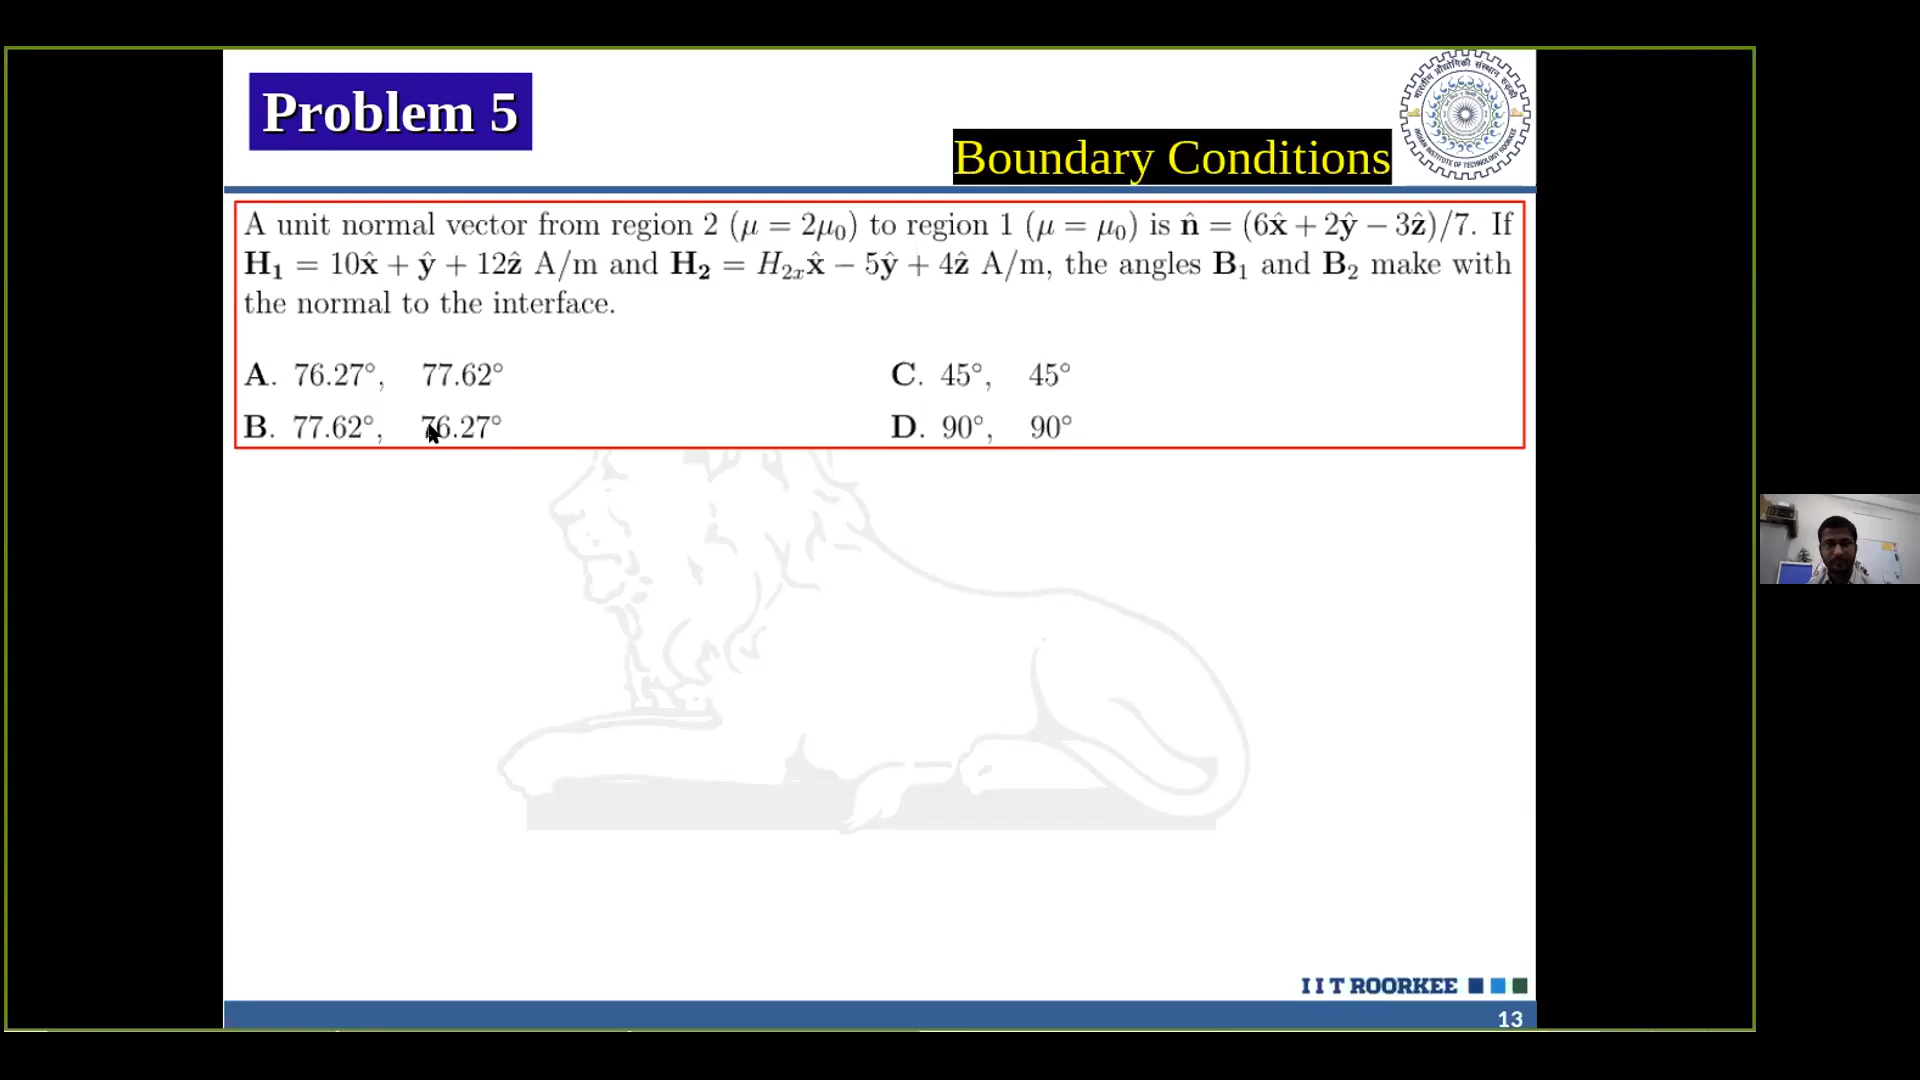 Problem 5
Boundary Conditions
A unit normal vector from region 2 (μ = 2μ₀) to region 1 (μ = μ₀) is n̂ = (6x̂ + 2ŷ − 3ẑ)/7. If
H₁ = 10x̂ + ŷ + 12ẑ A/m and H₂ = H₂ₓx̂ − 5ŷ + 4ẑ A/m, the angles B₁ and B₂ make with
the normal to the interface.
A. 76.27°, 77.62°
C. 45°, 45°
B. 77.62°, 76.27°
D. 90°, 90°
I I T ROORKEE
13